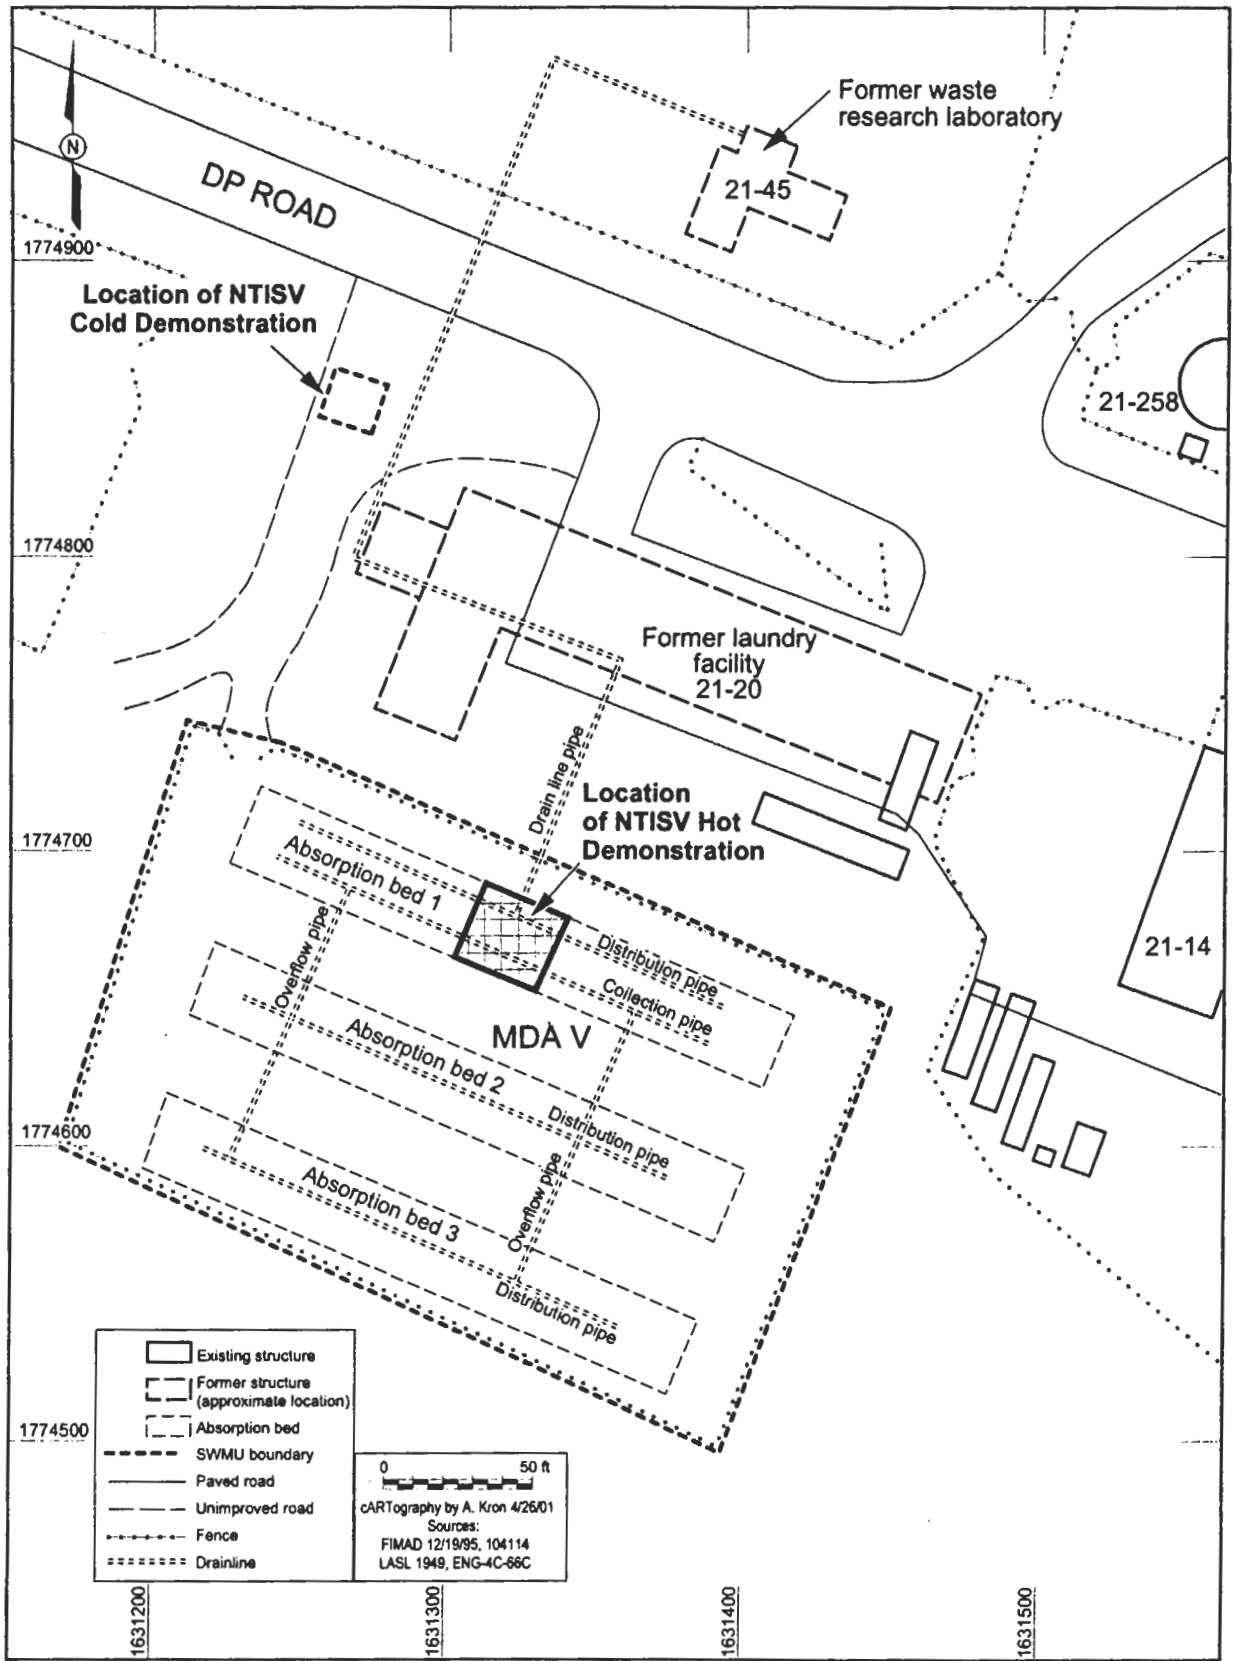 Former waste
research laboratory
21-45
N
DP ROAD
1774900
Location of NTISV
Cold Demonstration
21-258
1774800
Former laundry
facility
21-20
Drain line pipe
Location
of NTISV Hot
Demonstration
1774700
Absorption bed 1
Overflow pipe
Distribution pipe
Collection pipe
21-14
MDA V
Absorption bed 2
Distribution pipe
1774600
Absorption bed 3
Overflow pipe
Distribution pipe
Existing structure
Former structure
(approximate location)
Absorption bed
1774500
SWMU boundary
Paved road
Unimproved road
Fence
Drainline
0 50 ft
cARTography by A. Kron 4/26/01
Sources:
FIMAD 12/19/95, 104114
LASL 1949, ENG-4C-66C
1631200
1631300
1631400
1631500